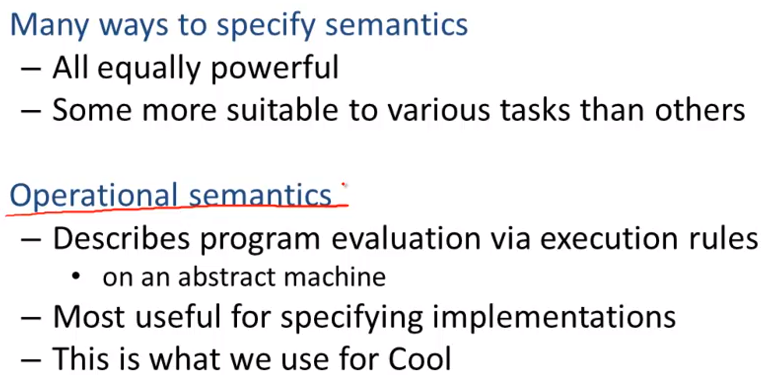 Many ways to specify semantics
– All equally powerful
– Some more suitable to various tasks than others
Operational semantics
– Describes program evaluation via execution rules
• on an abstract machine
– Most useful for specifying implementations
– This is what we use for Cool